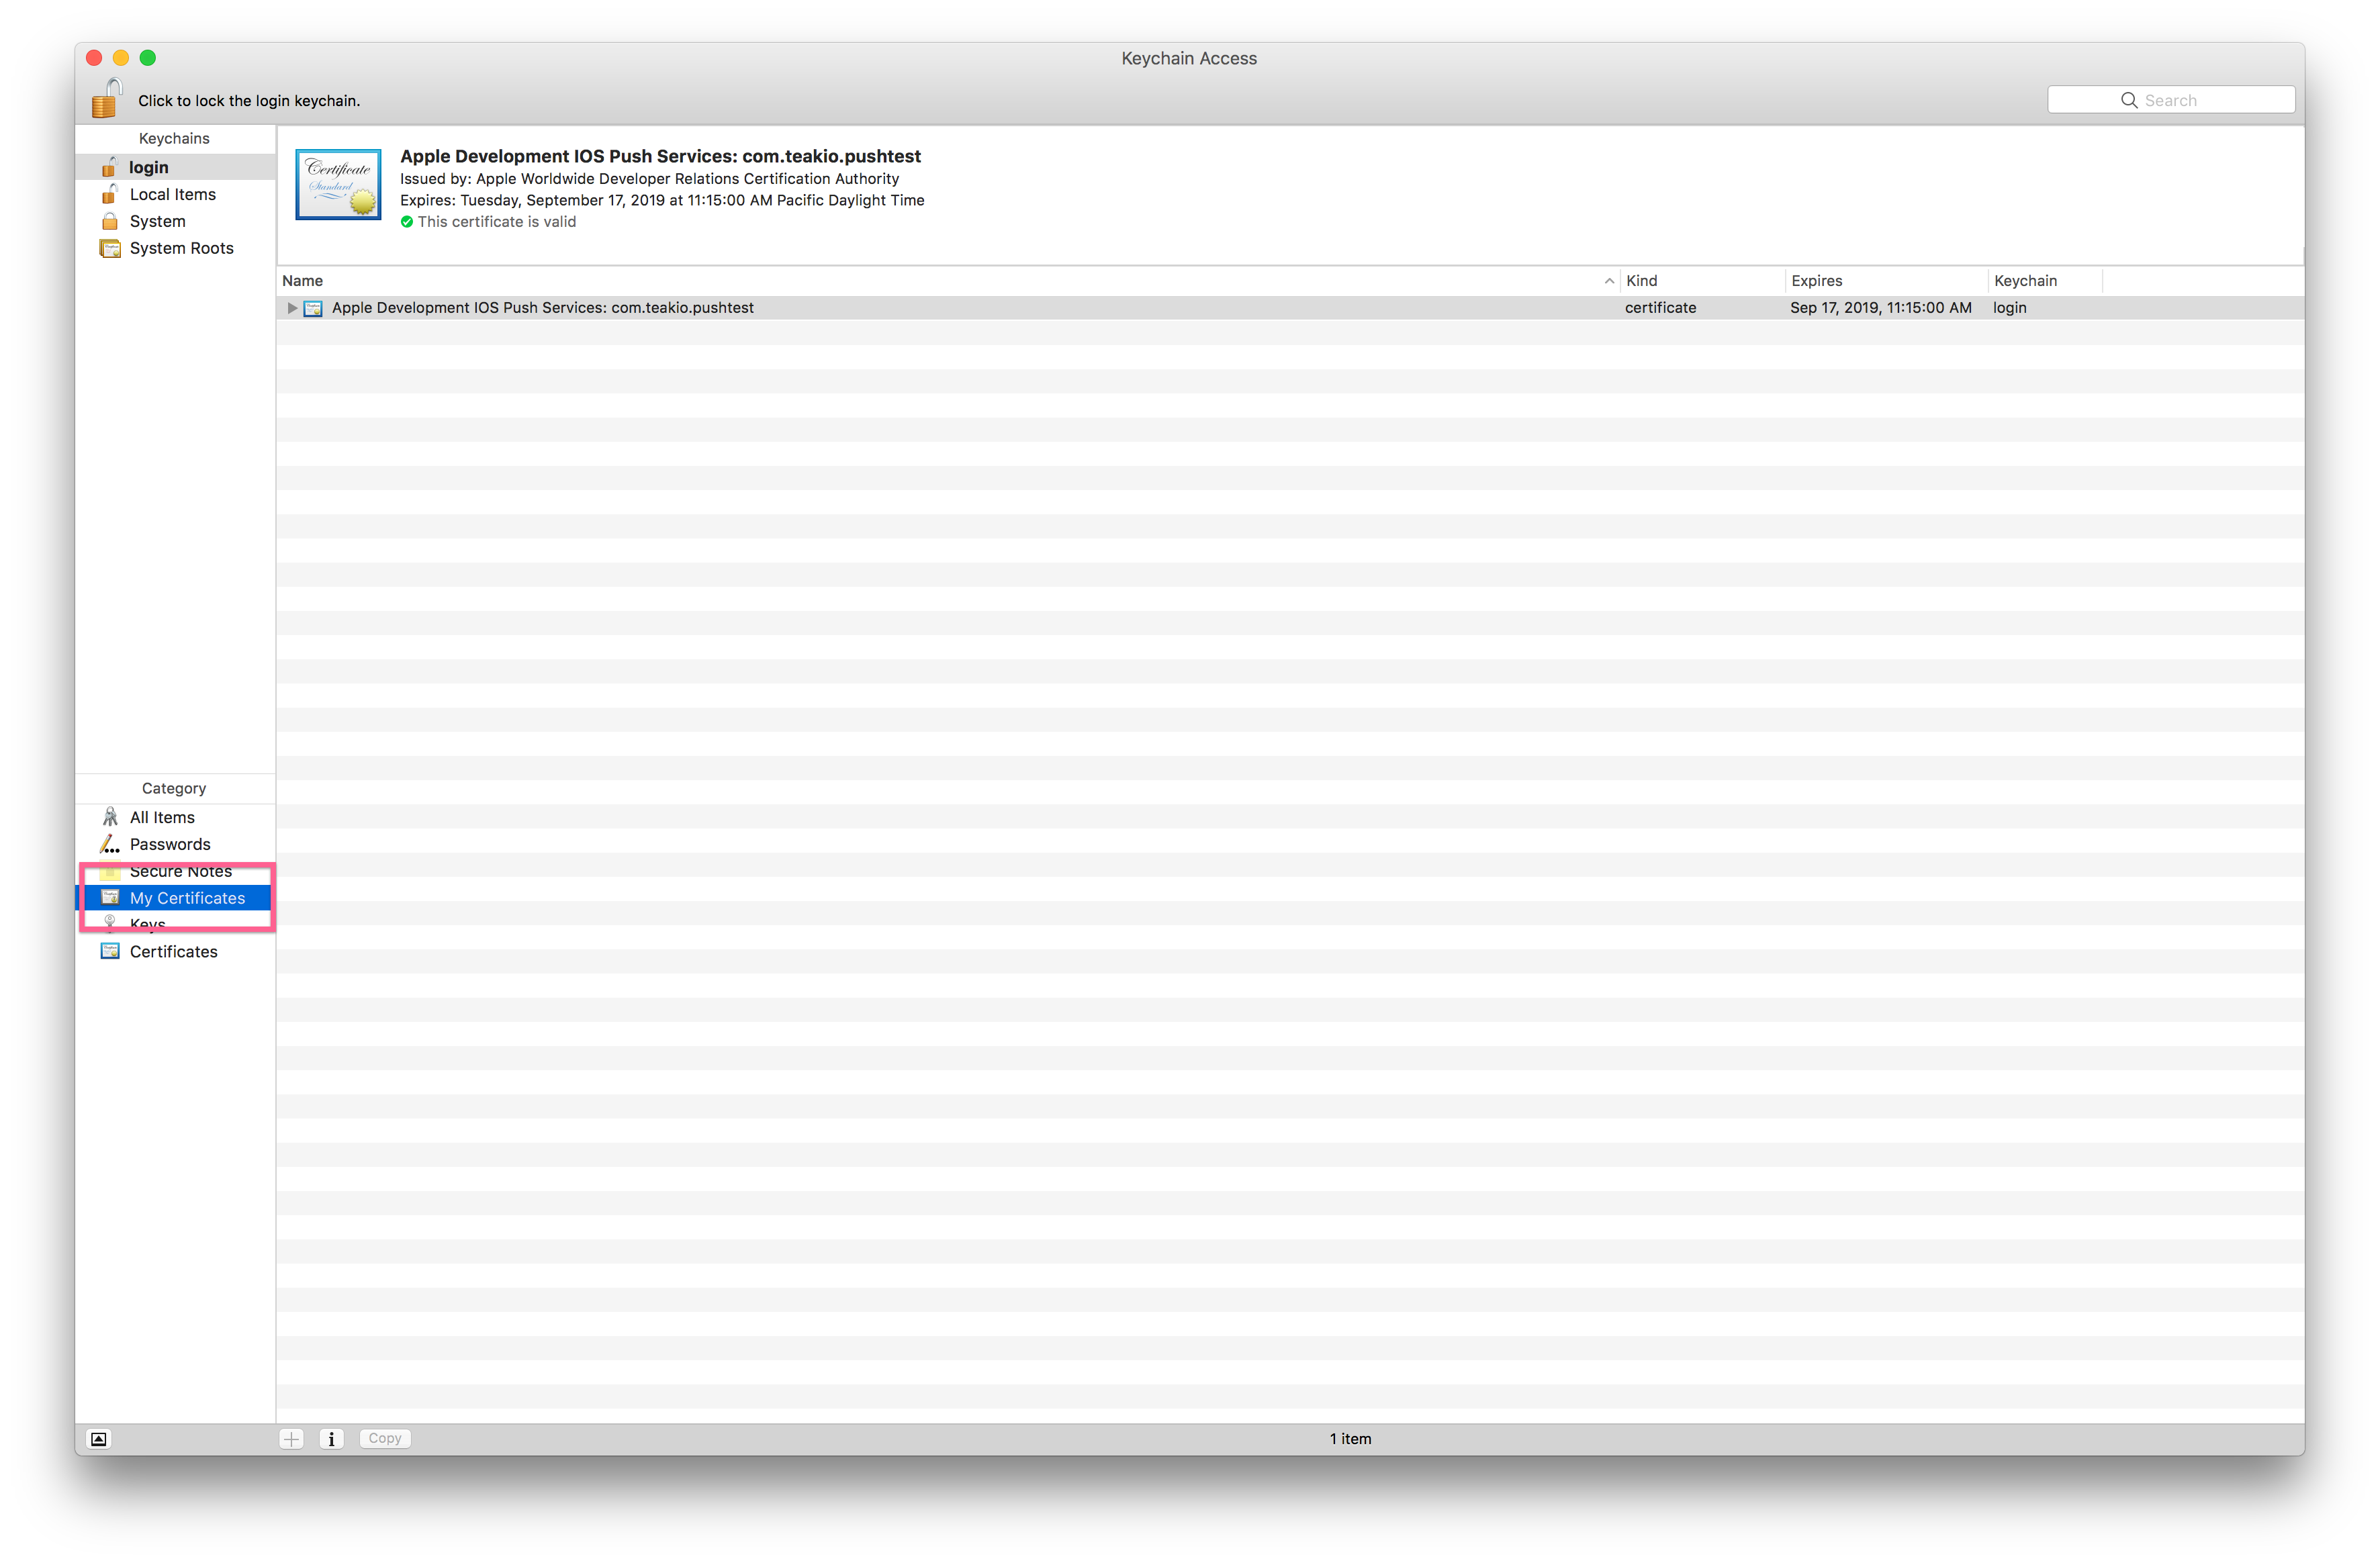 Keychain Access
Click to lock the login keychain.
Search
Keychains
login
Local Items
System
System Roots
Certificate
Standard
Apple Development IOS Push Services: com.teakio.pushtest
Issued by: Apple Worldwide Developer Relations Certification Authority
Expires: Tuesday, September 17, 2019 at 11:15:00 AM Pacific Daylight Time
This certificate is valid
Name Kind Expires Keychain
Apple Development IOS Push Services: com.teakio.pushtest certificate Sep 17, 2019, 11:15:00 AM login
Category
All Items
Passwords
Secure Notes
My Certificates
Keys
Certificates
Copy
1 item